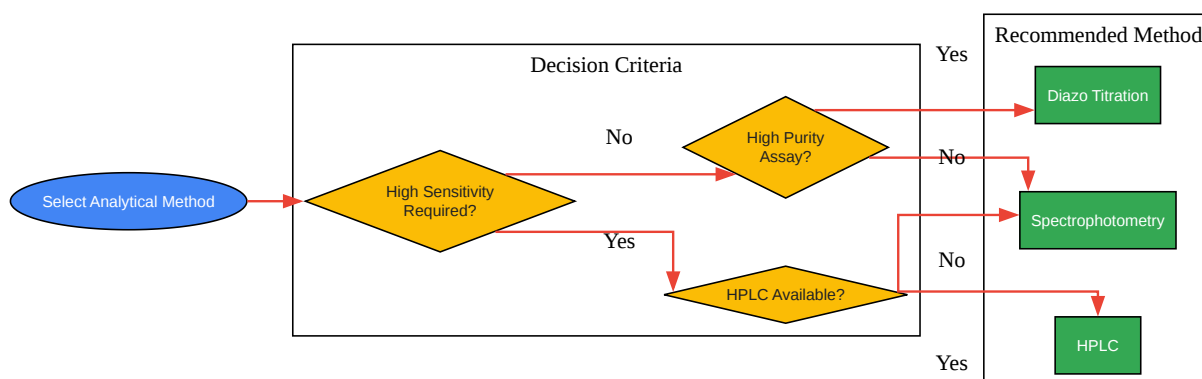 Recommended Method
Yes
Decision Criteria
Diazo Titration
No
High Purity
Assay?
No
Select Analytical Method
High Sensitivity
Required?
Spectrophotometry
Yes
No
HPLC Available?
HPLC
Yes